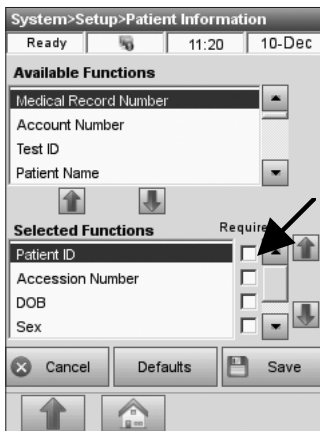 System>Setup>Patient Information
Ready 11:20 10-Dec
Available Functions
Medical Record Number
Account Number
Test ID
Patient Name
Selected Functions Require
Patient ID
Accession Number
DOB
Sex
Cancel Defaults Save